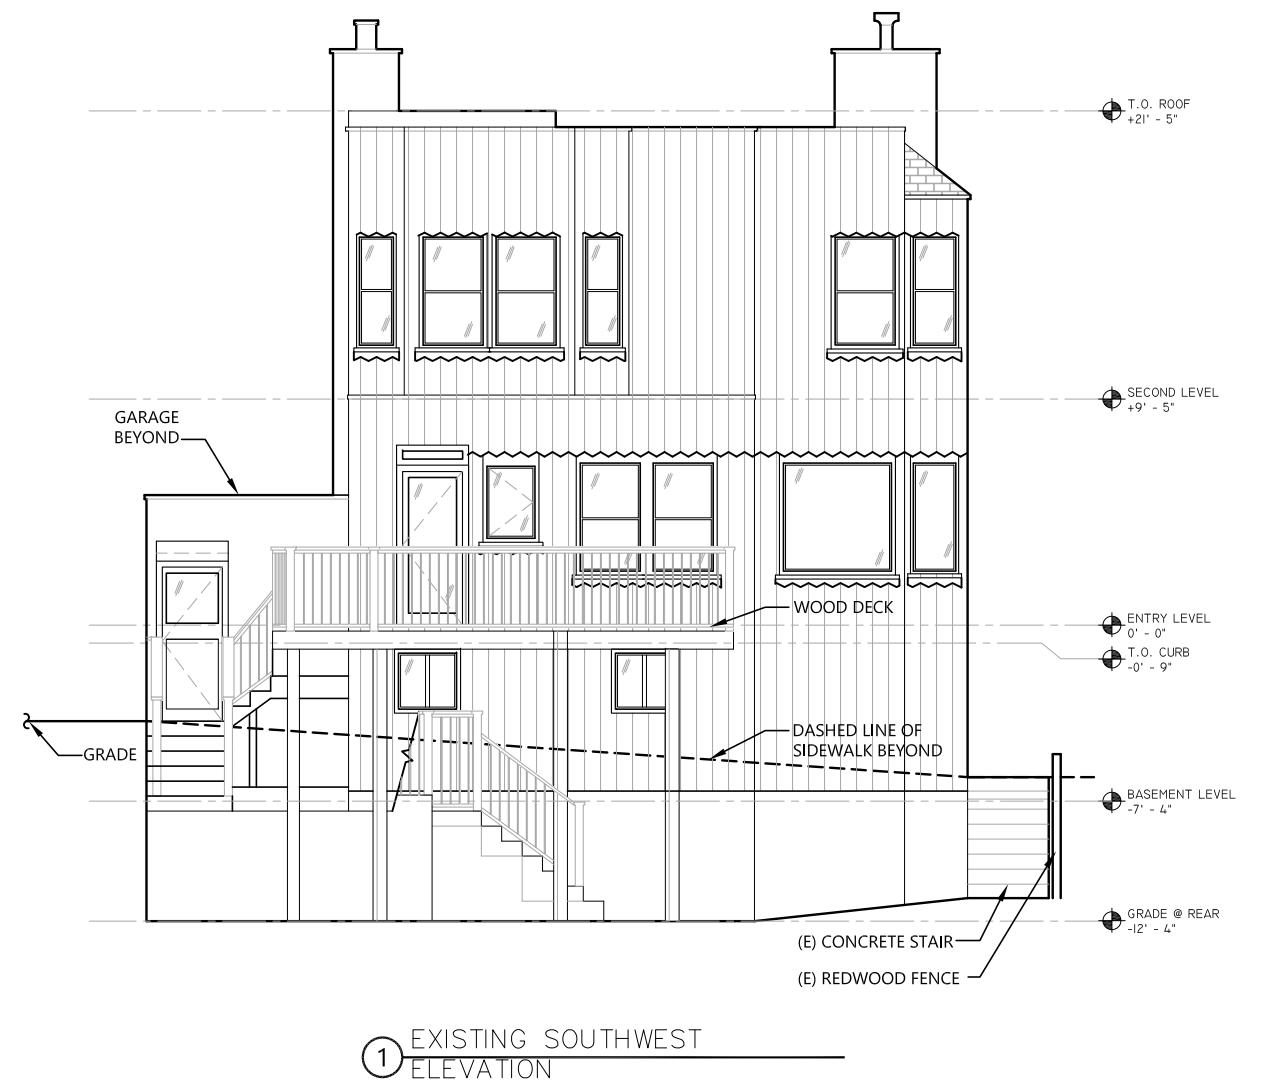 T.O. ROOF
+21' - 5"
SECOND LEVEL
+9' - 5"
GARAGE
BEYOND
WOOD DECK
ENTRY LEVEL
0' - 0"
T.O. CURB
-0' - 9"
DASHED LINE OF
SIDEWALK BEYOND
GRADE
BASEMENT LEVEL
-7' - 4"
GRADE @ REAR
-12' - 4"
(E) CONCRETE STAIR
(E) REDWOOD FENCE
1 EXISTING SOUTHWEST
ELEVATION